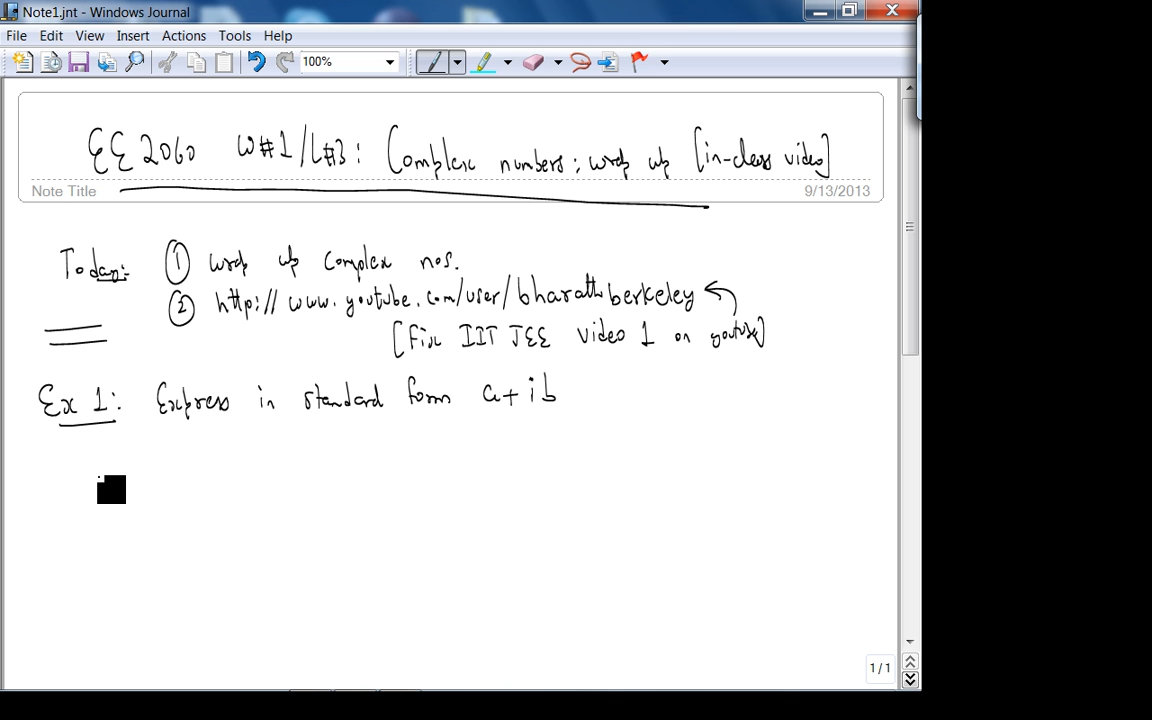 Note1.jnt - Windows Journal
File Edit View Insert Actions Tools Help
100%
EE 2060 W#1/L#3: Complex numbers: wrap up [in-class video]
Note Title
9/13/2013
Today: ① wrap up complex nos.
② http://www.youtube.com/user/bharathsberkeley
[Fix IIT JEE video 1 on youtube]
Ex 1: Express in standard form a+ib
1/1